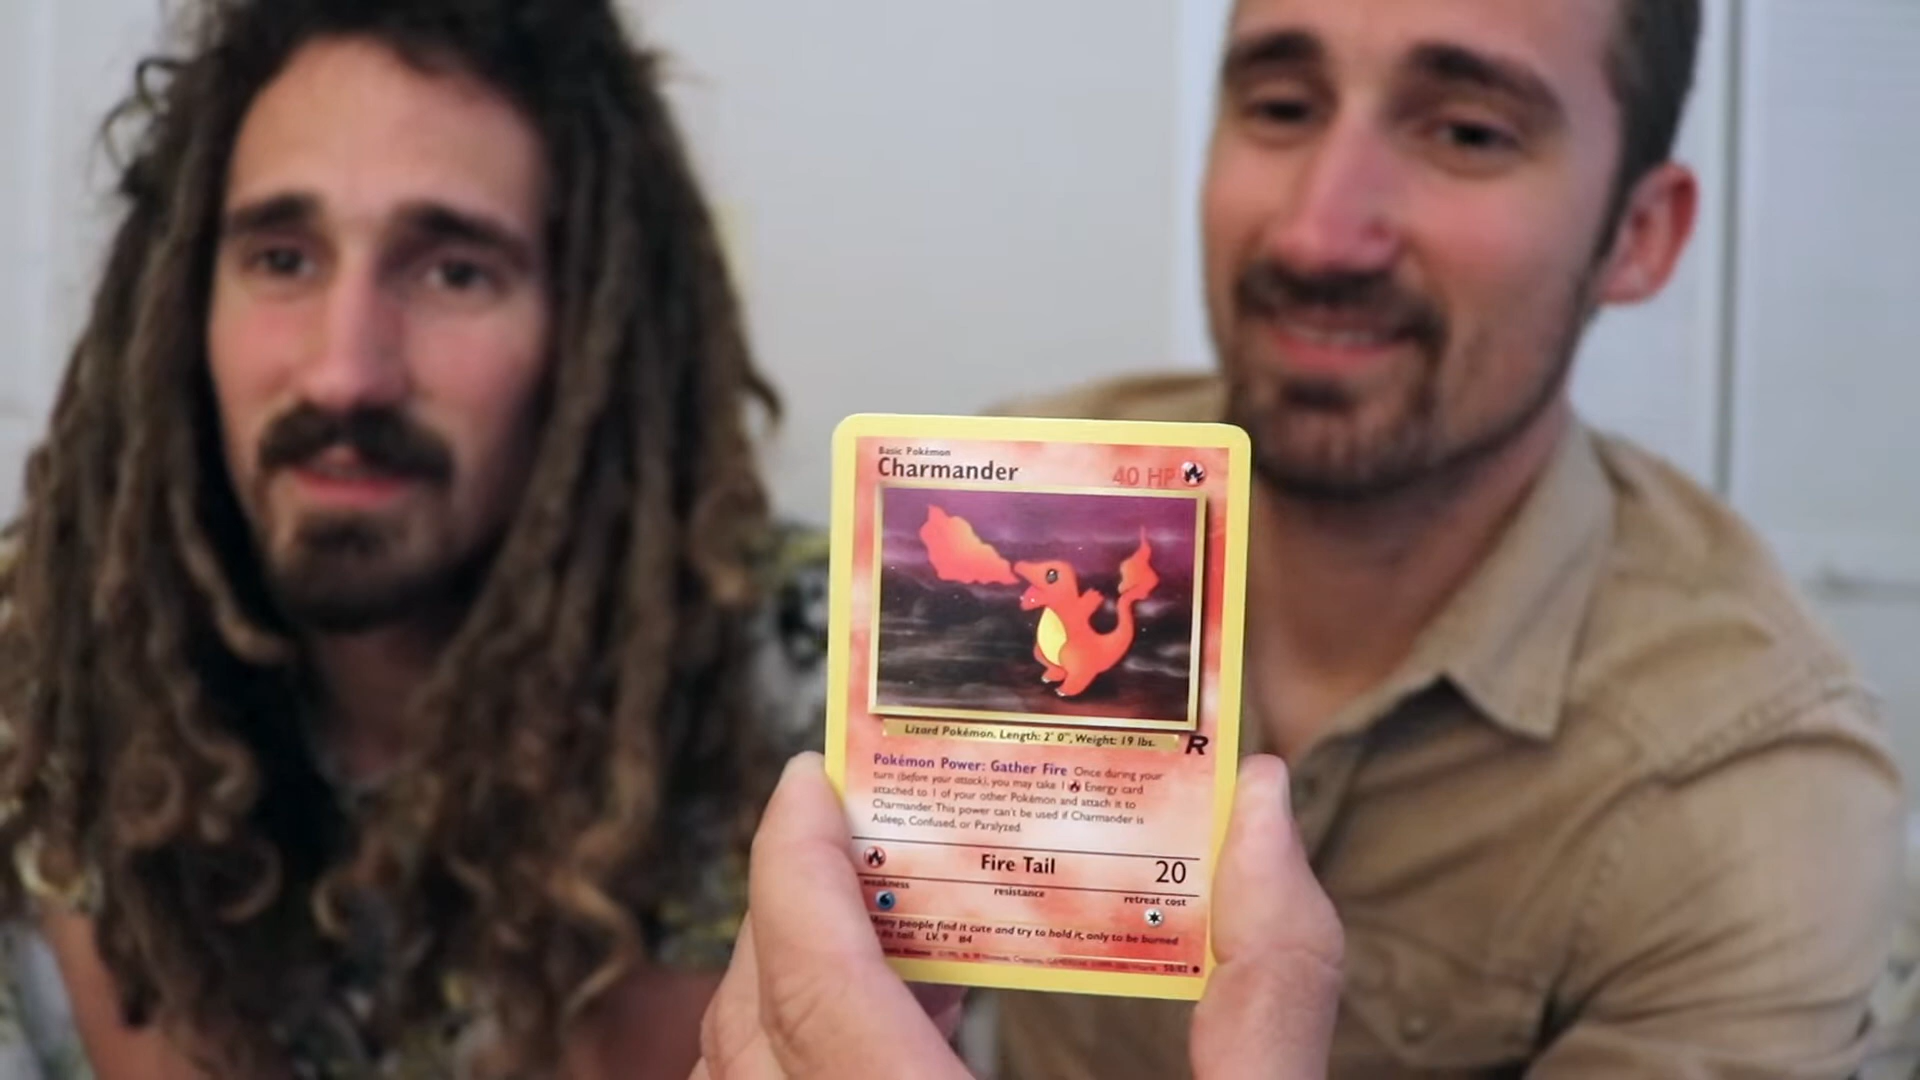 Basic Pokémon
Charmander 40 HP
Lizard Pokémon. Length: 2' 0", Weight: 19 lbs.
R
Pokémon Power: Gather Fire Once during your
turn (before your attack), you may take 1 Energy card
attached to 1 of your other Pokémon and attach it to
Charmander. This power can't be used if Charmander is
Asleep, Confused, or Paralyzed.
Fire Tail 20
weakness resistance retreat cost
Many people find it cute and try to hold it, only to be burned
tail. LV. 9 #4
50/82